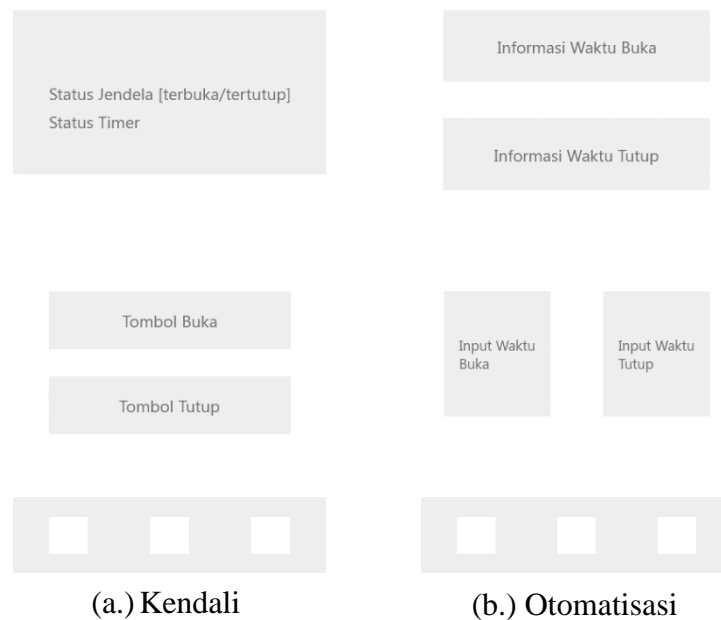 Status Jendela [terbuka/tertutup]
Status Timer
Tombol Buka
Tombol Tutup
(a.) Kendali
Informasi Waktu Buka
Informasi Waktu Tutup
Input Waktu
Buka
Input Waktu
Tutup
(b.) Otomatisasi